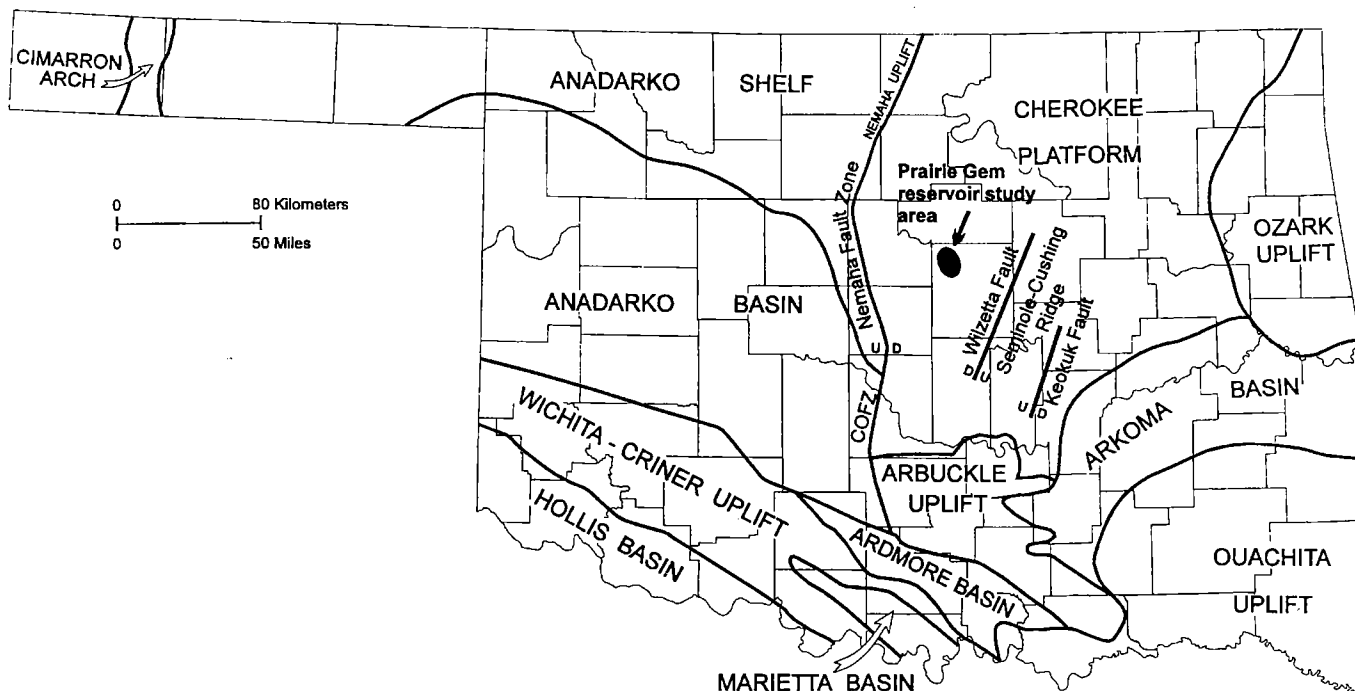 CIMARRON
ARCH
ANADARKO
SHELF
NEMAHA UPLIFT
CHEROKEE
PLATFORM
Prairie Gem
reservoir study
area
Nemaha Fault Zone
0 80 Kilometers
0 50 Miles
OZARK
UPLIFT
ANADARKO
BASIN
Wilzetta Fault
Seminole-Cushing
Ridge
Keokuk Fault
U D
D U
U D
COFZ
BASIN
ARKOMA
WICHITA - CRINER UPLIFT
ARBUCKLE
UPLIFT
HOLLIS BASIN
ARDMORE BASIN
OUACHITA
UPLIFT
MARIETTA BASIN